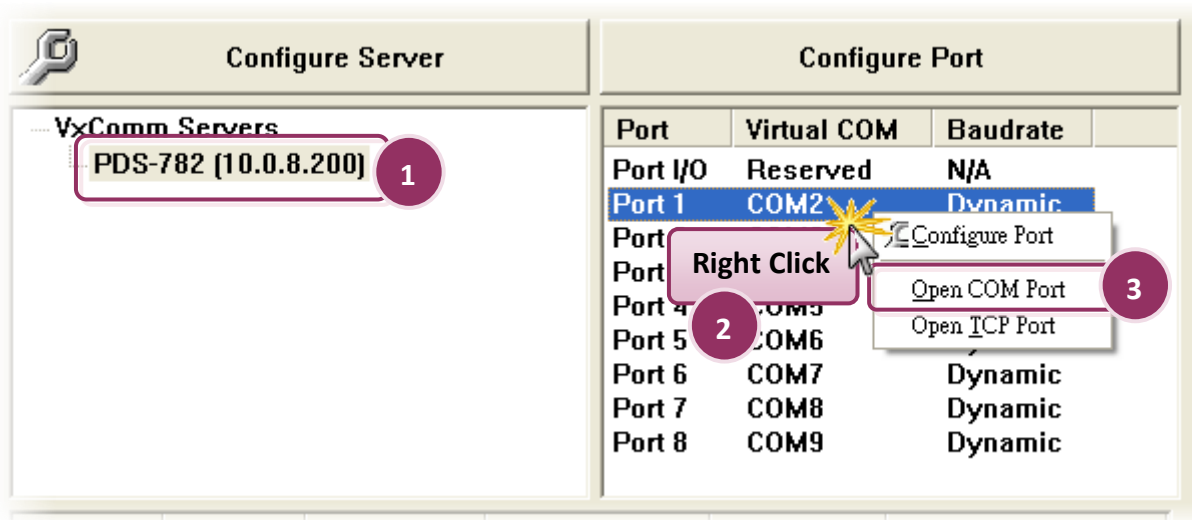 Configure Server
Configure Port
VxComm Servers
PDS-782 (10.0.8.200)
1
Port Virtual COM Baudrate
Port I/O Reserved N/A
Port 1 COM2 Dynamic
Configure Port
Port
Right Click
Port
Open COM Port
3
Port 4 COM5
Open TCP Port
2
Port 5 COM6
Port 6 COM7 Dynamic
Port 7 COM8 Dynamic
Port 8 COM9 Dynamic